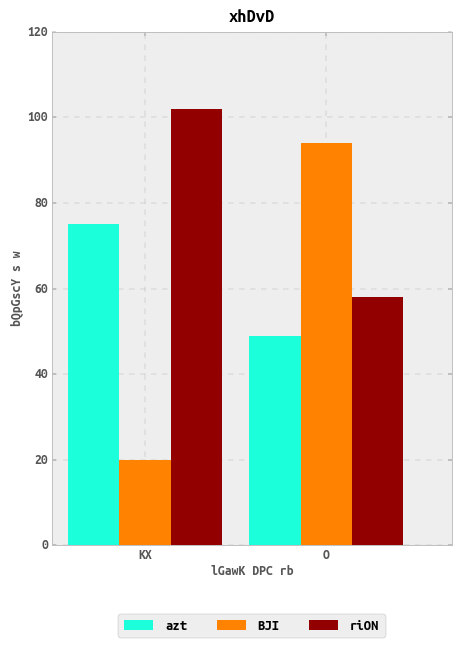 xhDvD
120
100
80
60
40
20
0
bQpGscY s w
KX O
lGawK DPC rb
azt BJI riON